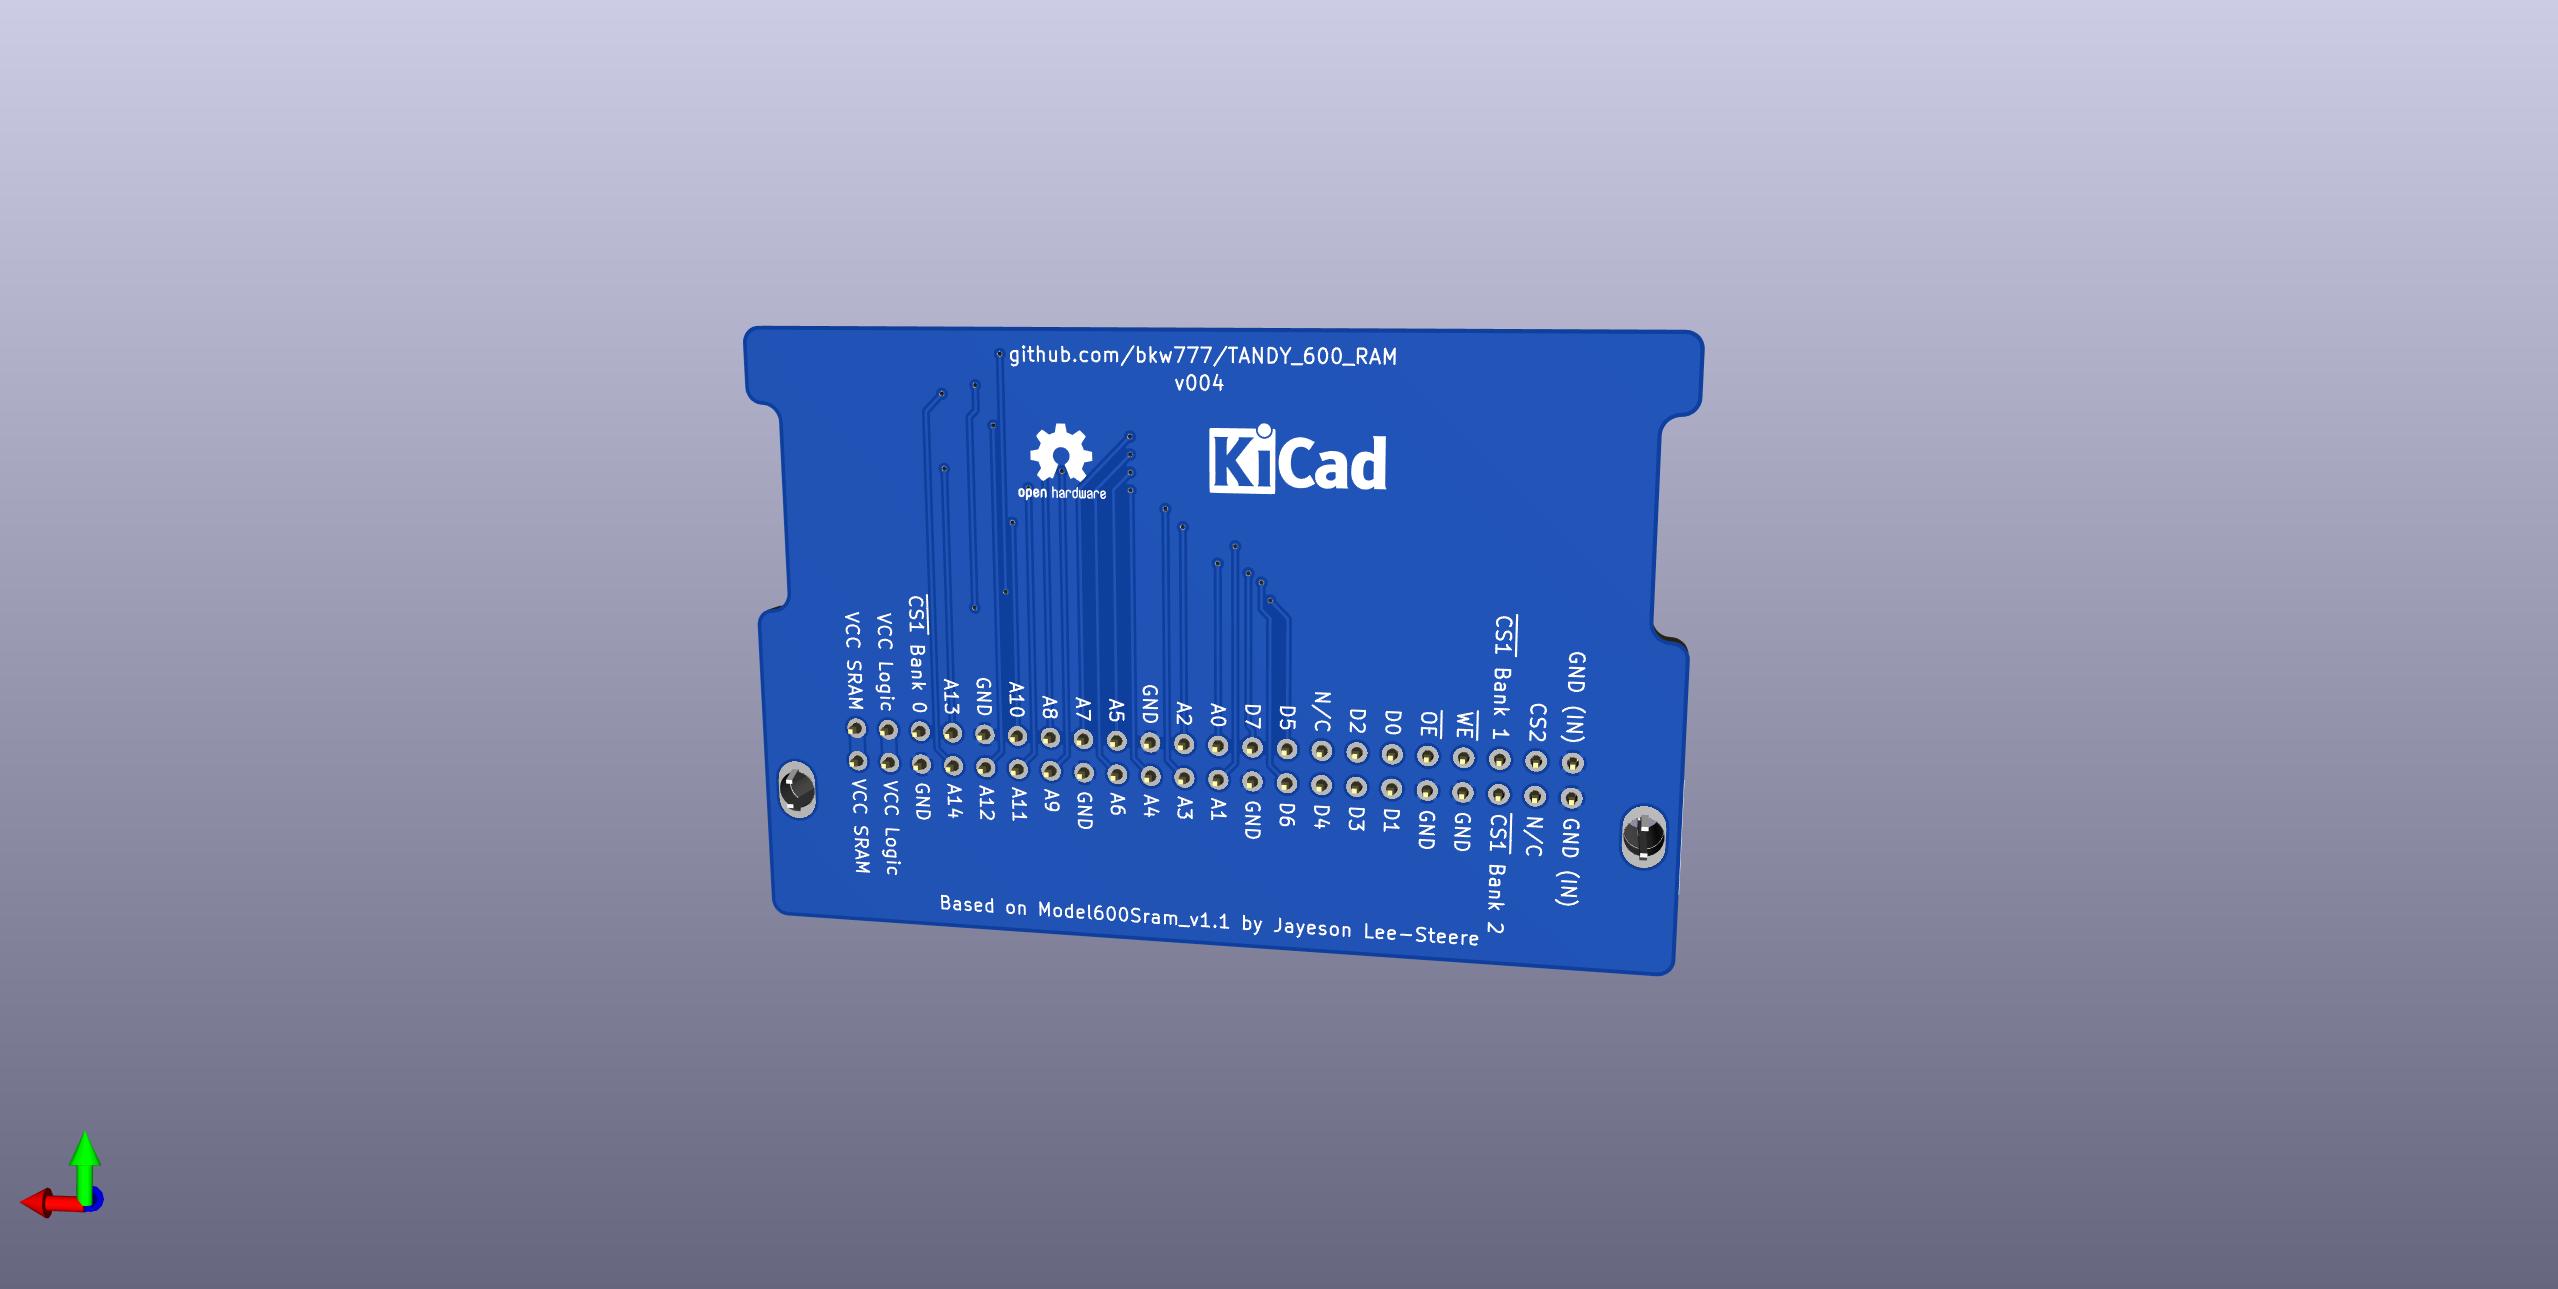 github.com/bkw777/TANDY_600_RAM
v004
open hardware
KiCad
VCC SRAM
VCC Logic
CS1 Bank 0
A13
GND
A10
A8
A7
A5
GND
A2
A0
D7
D5
N/C
D2
D0
OE
WE
CS1 Bank 1
CS2
GND (IN)
VCC SRAM
VCC Logic
GND
A14
A12
A11
A9
GND
A6
A4
A3
A1
GND
D6
D4
D3
D1
GND
GND
CS1 Bank 2
N/C
GND (IN)
Based on Model600Sram_v1.1 by Jayeson Lee-Steere